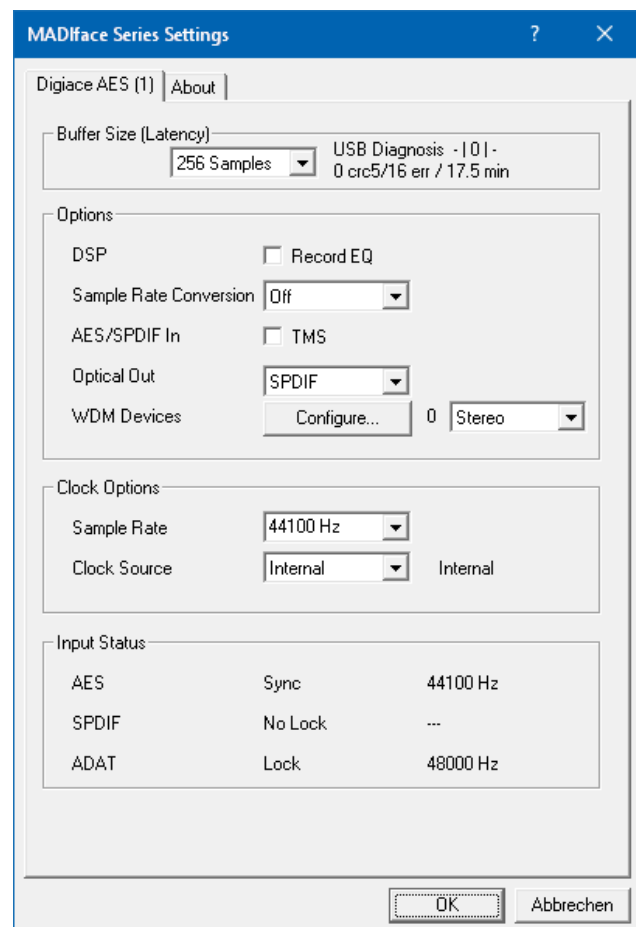 MADIface Series Settings ? ×
Digiace AES (1) About
Buffer Size (Latency)
256 Samples
USB Diagnosis - | 0 | -
0 crc5/16 err / 17.5 min
Options
DSP Record EQ
Sample Rate Conversion Off
AES/SPDIF In TMS
Optical Out SPDIF
WDM Devices Configure... 0 Stereo
Clock Options
Sample Rate 44100 Hz
Clock Source Internal Internal
Input Status
AES Sync 44100 Hz
SPDIF No Lock ---
ADAT Lock 48000 Hz
OK Abbrechen